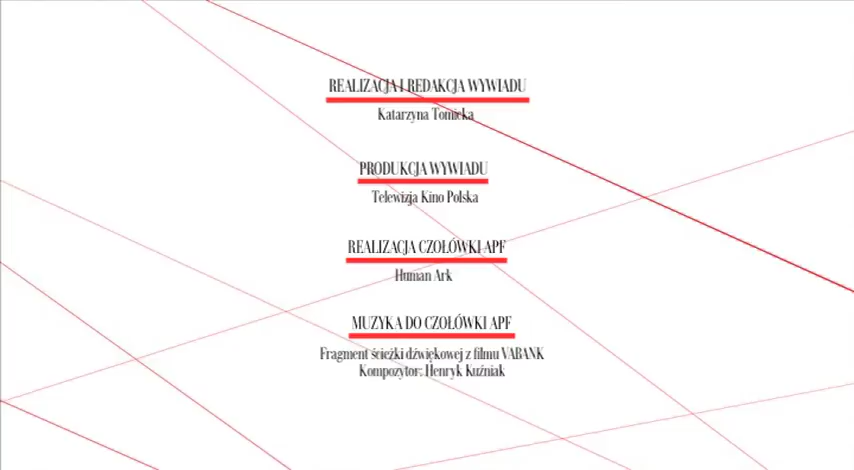 REALIZACJA I REDAKCJA WYWIADU
Katarzyna Tomicka
PRODUKCJA WYWIADU
Telewizja Kino Polska
REALIZACJA CZOŁÓWKI APF
Human Ark
MUZYKA DO CZOŁÓWKI APF
Fragment ścieżki dźwiękowej z filmu VABANK
Kompozytor: Henryk Kuźniak